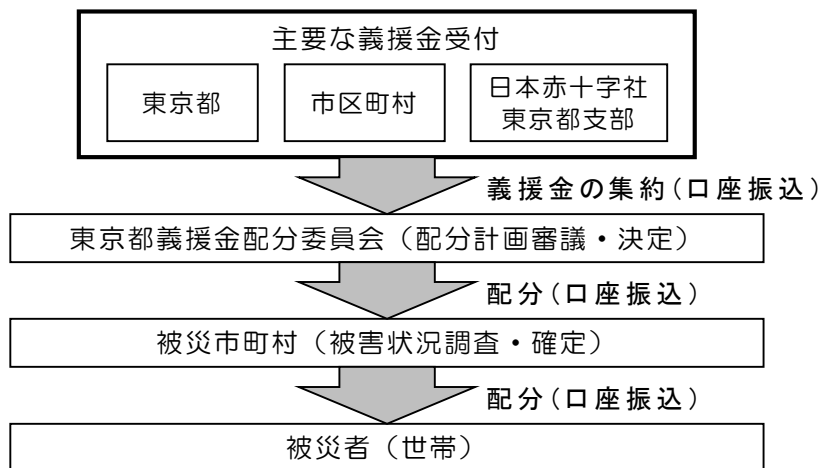 主要な義援金受付
東京都
市区町村
日本赤十字社
東京都支部
義援金の集約(口座振込)
東京都義援金配分委員会（配分計画審議・決定）
配分(口座振込)
被災市町村（被害状況調査・確定）
配分(口座振込)
被災者（世帯）